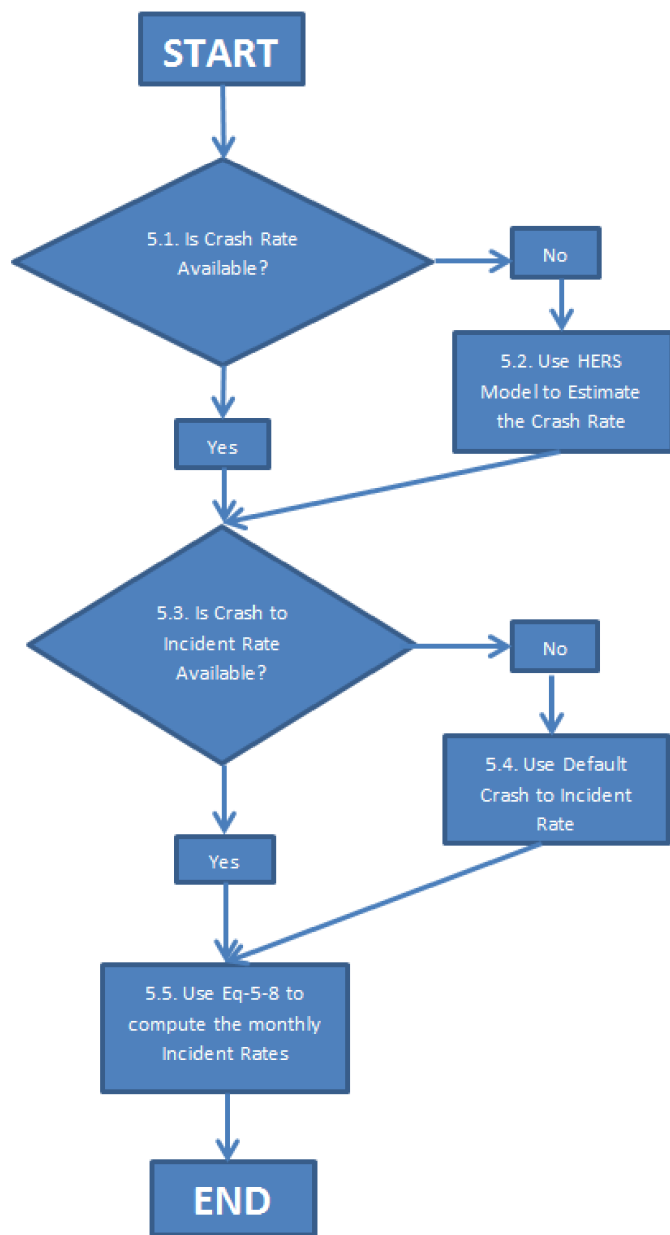 START
5.1. Is Crash Rate
Available?
No
5.2. Use HERS
Model to Estimate
the Crash Rate
Yes
5.3. Is Crash to
Incident Rate
Available?
No
5.4. Use Default
Crash to Incident
Rate
Yes
5.5. Use Eq-5-8 to
compute the monthly
Incident Rates
END